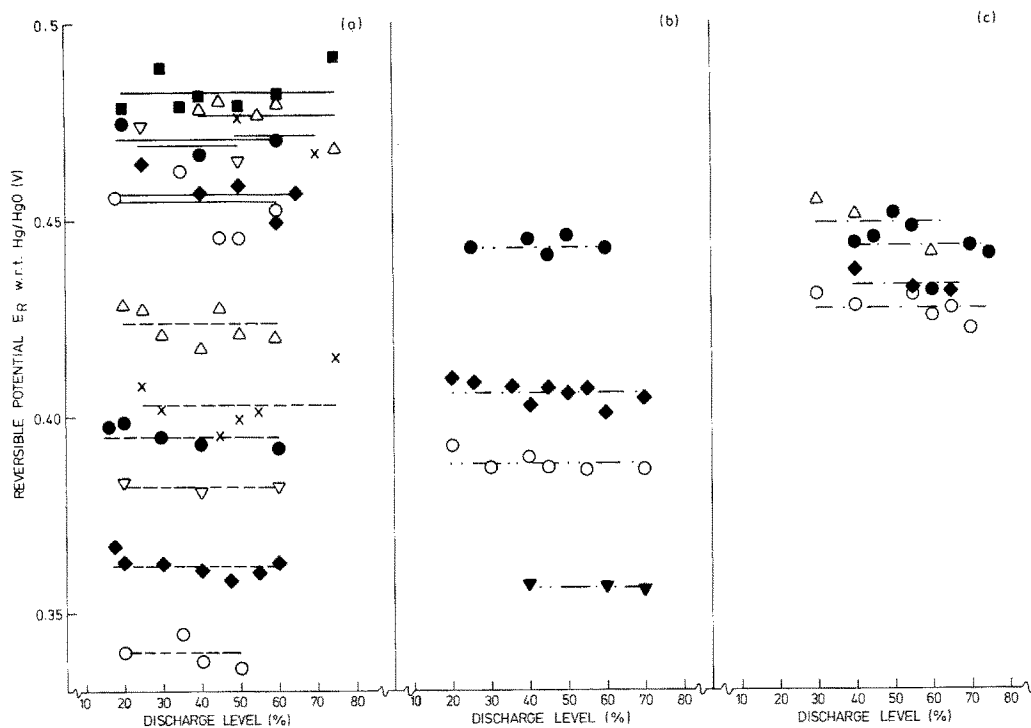 (a) (b) (c)
0.5
0.45
0.40
0.35
REVERSIBLE POTENTIAL E_R w.r.t. Hg/HgO (V)
10 20 30 40 50 60 70 80 10 20 30 40 50 60 70 80 10 20 30 40 50 60 70 80
DISCHARGE LEVEL (%) DISCHARGE LEVEL (%) DISCHARGE LEVEL (%)